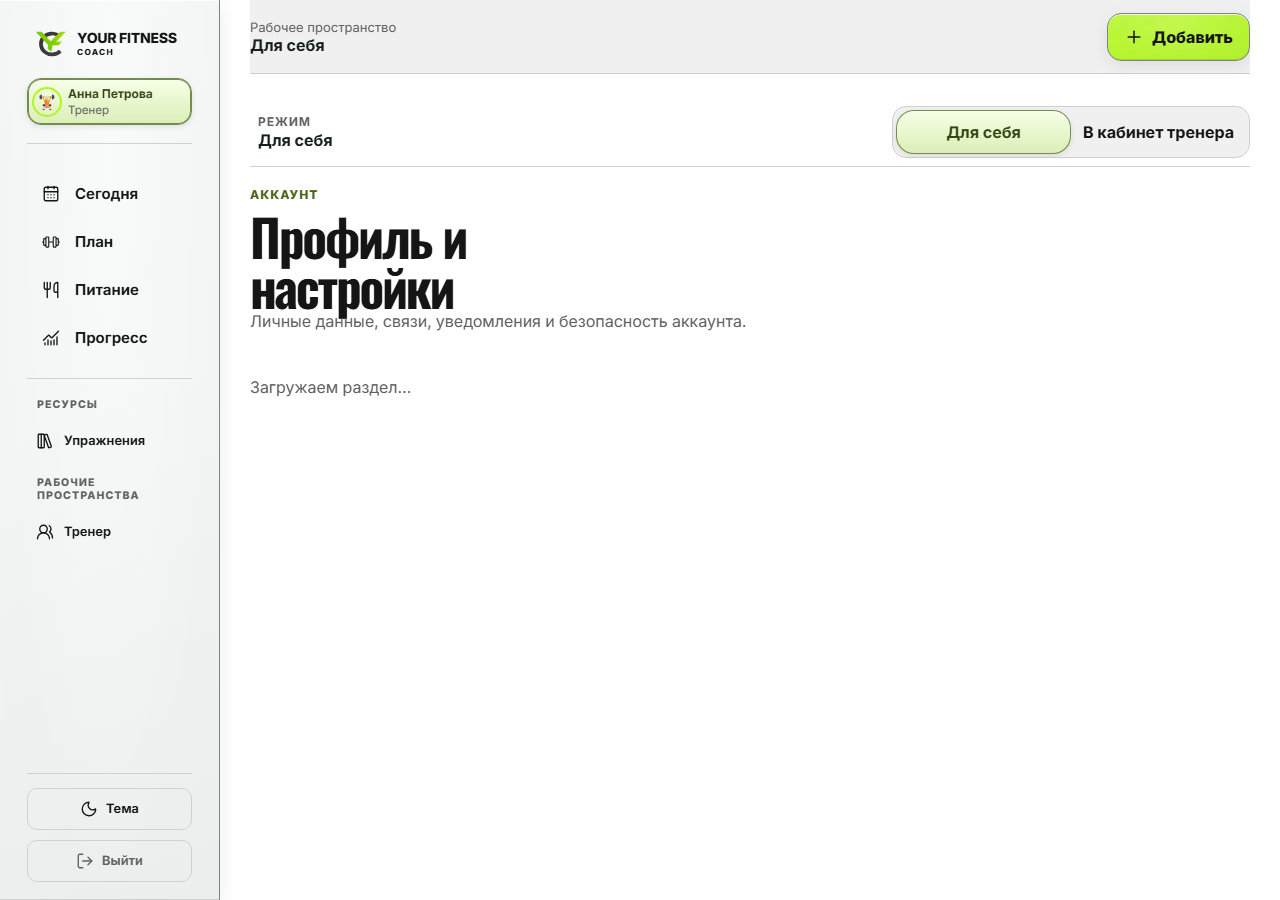 YOUR FITNESS
COACH
Анна Петрова
Тренер
Сегодня
План
Питание
Прогресс
РЕСУРСЫ
Упражнения
РАБОЧИЕ
ПРОСТРАНСТВА
Тренер
Тема
Выйти
Рабочее пространство
Для себя
Добавить
РЕЖИМ
Для себя
Для себя
В кабинет тренера
АККАУНТ
Профиль и
настройки
Личные данные, связи, уведомления и безопасность аккаунта.
Загружаем раздел...